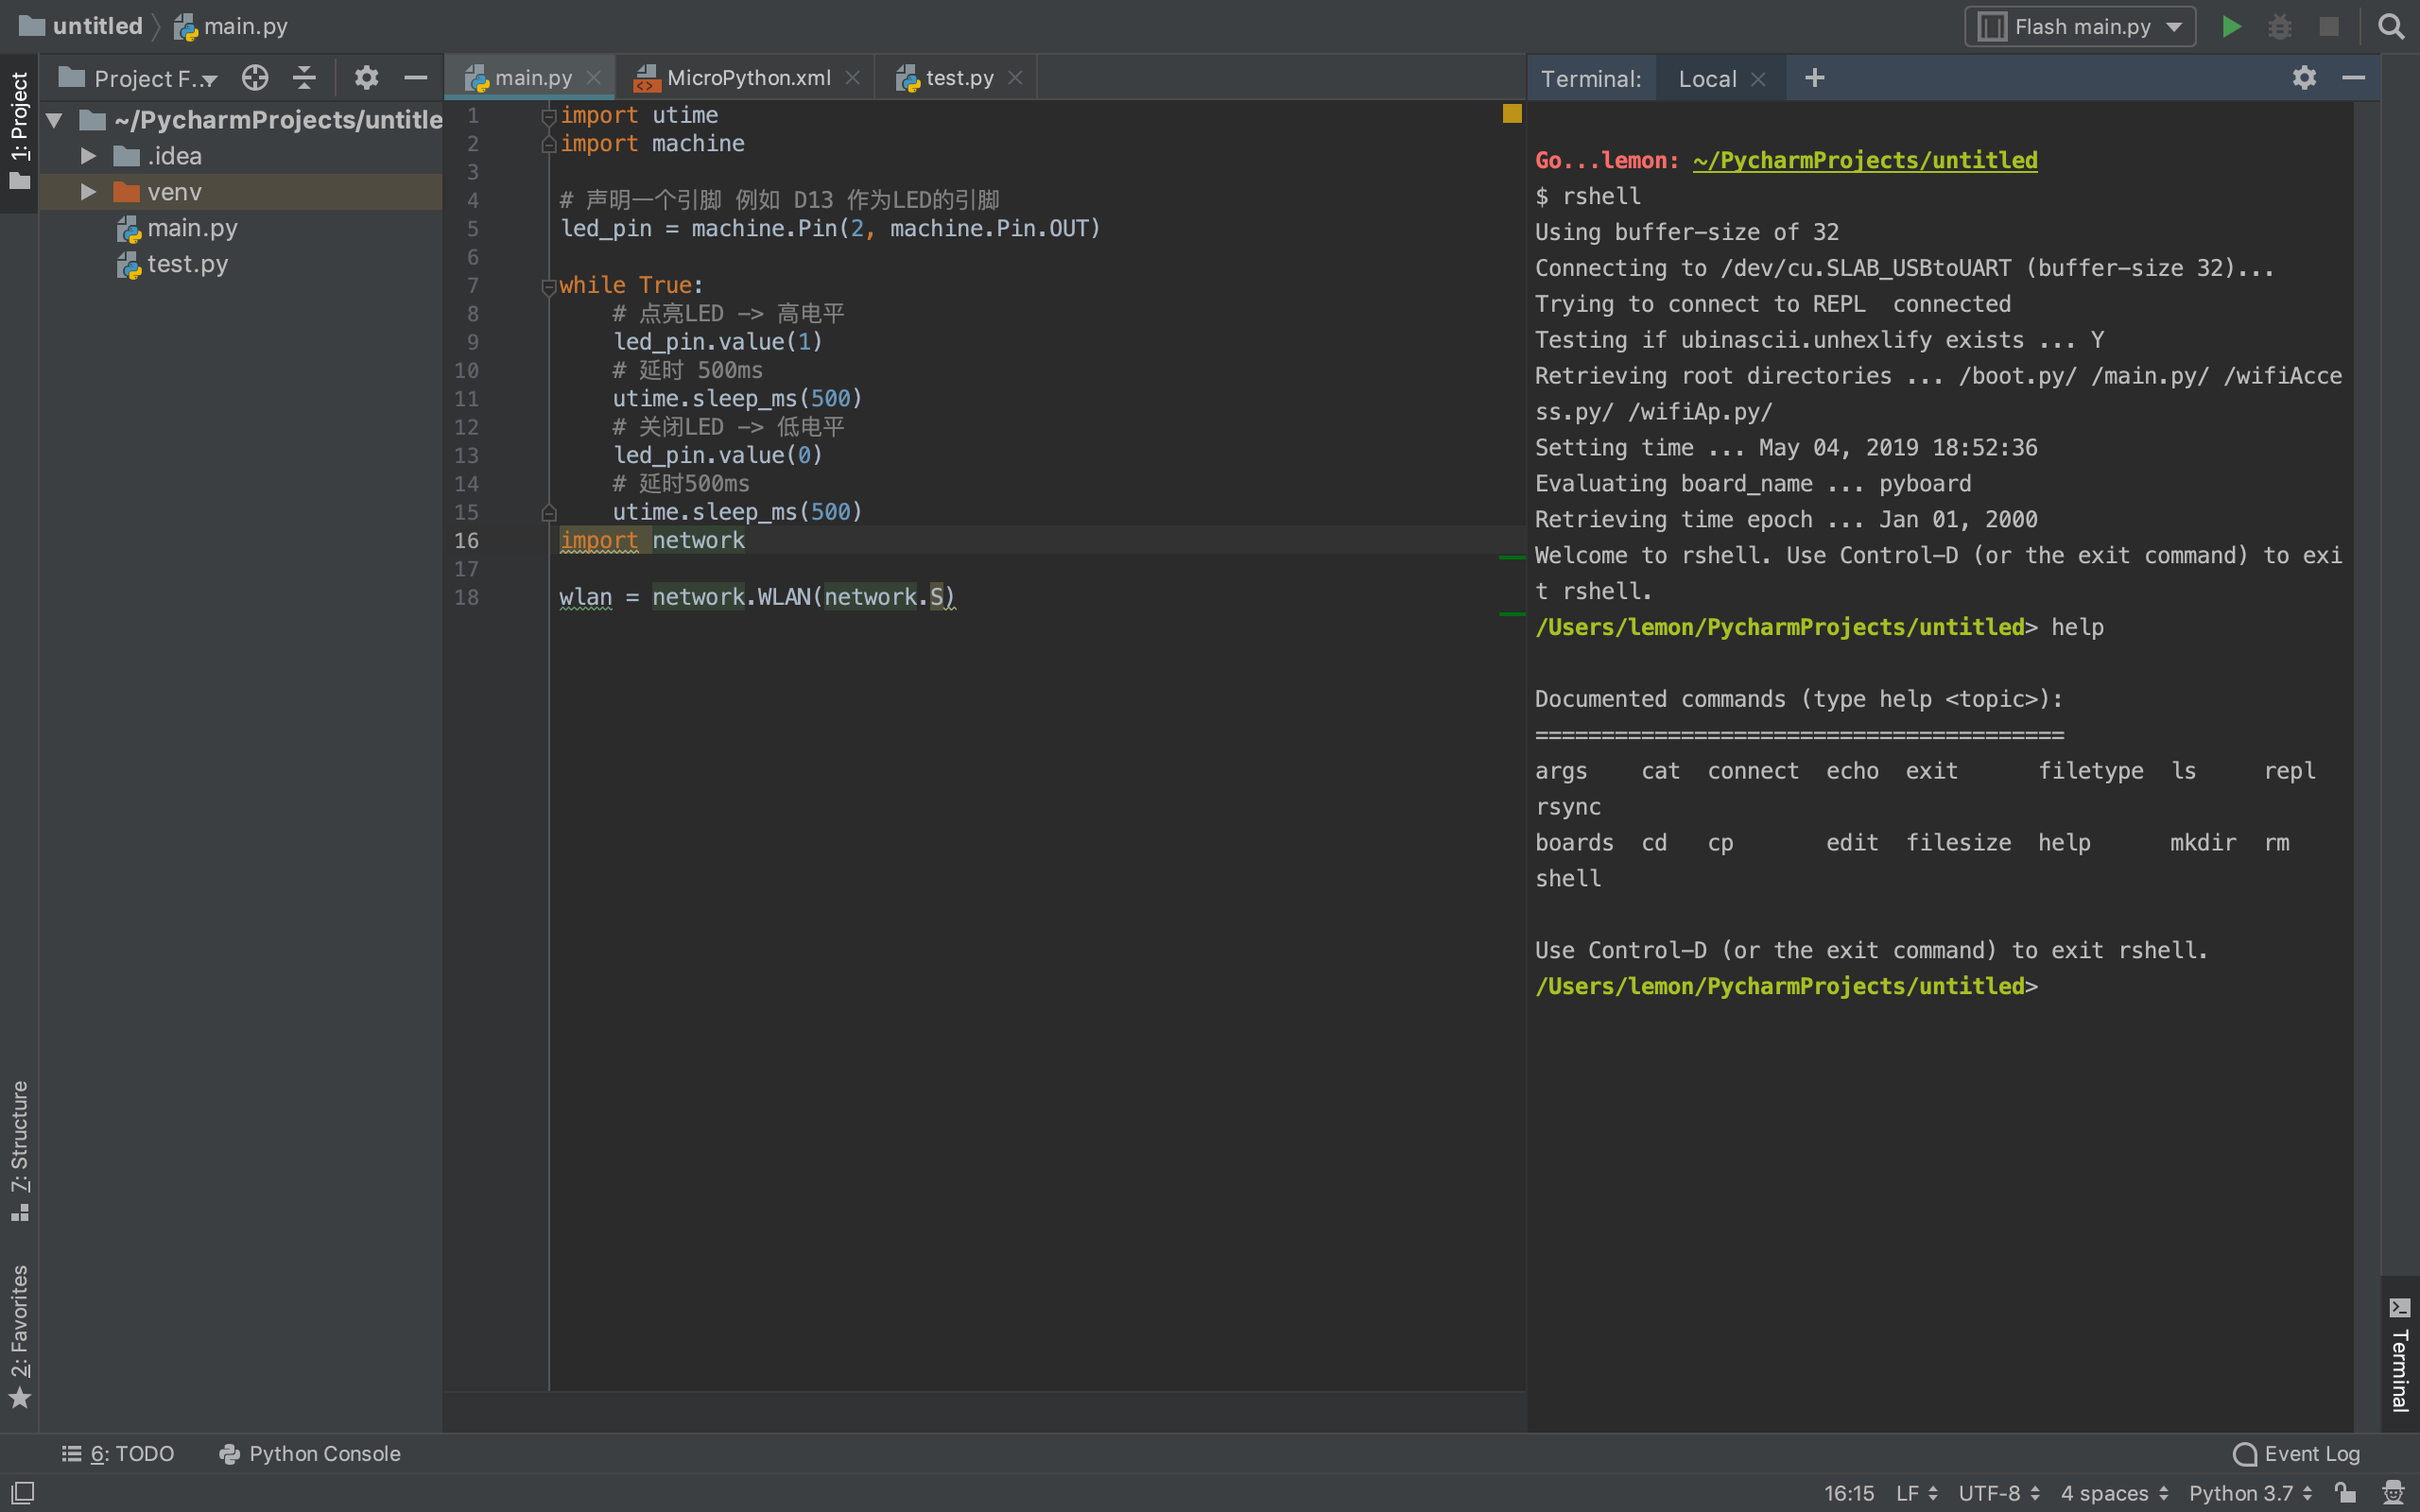 untitled main.py
Flash main.py
1: Project
Project F...
main.py
MicroPython.xml
test.py
Terminal:
Local
~/PycharmProjects/untitle
.idea
venv
main.py
test.py
1 import utime
2 import machine
3
4 # 声明一个引脚 例如 D13 作为LED的引脚
5 led_pin = machine.Pin(2, machine.Pin.OUT)
6
7 while True:
8 # 点亮LED -> 高电平
9 led_pin.value(1)
10 # 延时 500ms
11 utime.sleep_ms(500)
12 # 关闭LED -> 低电平
13 led_pin.value(0)
14 # 延时500ms
15 utime.sleep_ms(500)
16 import network
17
18 wlan = network.WLAN(network.S)
Go...lemon: ~/PycharmProjects/untitled
$ rshell
Using buffer-size of 32
Connecting to /dev/cu.SLAB_USBtoUART (buffer-size 32)...
Trying to connect to REPL  connected
Testing if ubinascii.unhexlify exists ... Y
Retrieving root directories ... /boot.py/ /main.py/ /wifiAcce
ss.py/ /wifiAp.py/
Setting time ... May 04, 2019 18:52:36
Evaluating board_name ... pyboard
Retrieving time epoch ... Jan 01, 2000
Welcome to rshell. Use Control-D (or the exit command) to exi
t rshell.
/Users/lemon/PycharmProjects/untitled> help
Documented commands (type help <topic>):
========================================
args    cat  connect  echo  exit      filetype  ls     repl
rsync
boards  cd   cp       edit  filesize  help      mkdir  rm
shell
Use Control-D (or the exit command) to exit rshell.
/Users/lemon/PycharmProjects/untitled>
7: Structure
2: Favorites
Terminal
6: TODO
Python Console
Event Log
16:15 LF UTF-8 4 spaces Python 3.7